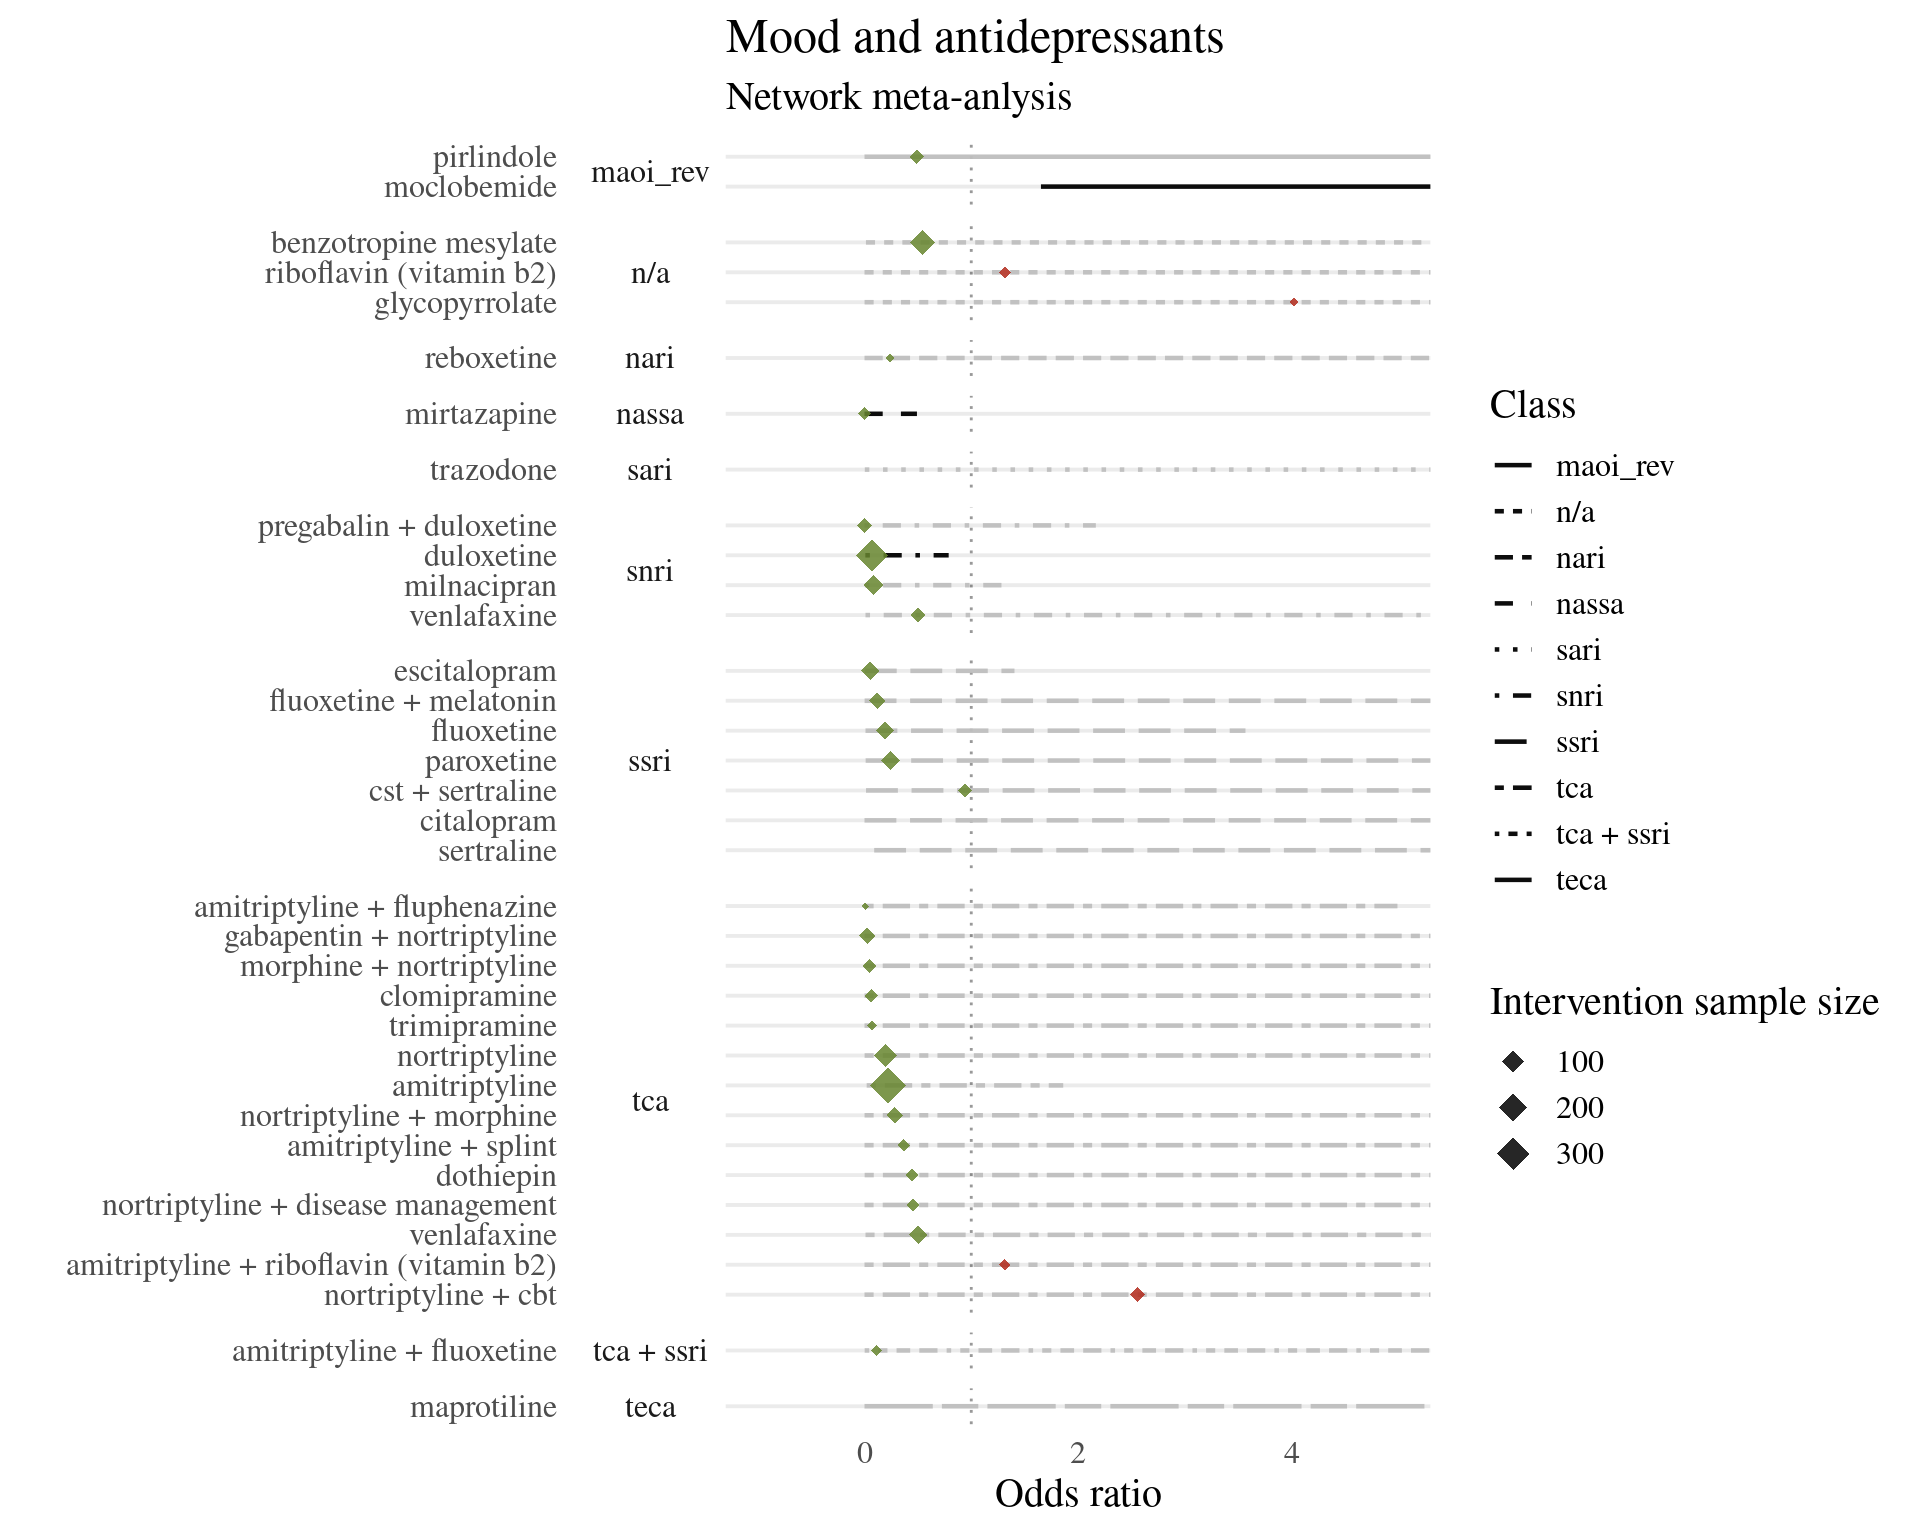 Mood and antidepressants
Network meta-anlysis
pirlindole
moclobemide
maoi_rev
benzotropine mesylate
riboflavin (vitamin b2)
glycopyrrolate
n/a
reboxetine
nari
mirtazapine
nassa
trazodone
sari
pregabalin + duloxetine
duloxetine
milnacipran
venlafaxine
snri
escitalopram
fluoxetine + melatonin
fluoxetine
paroxetine
cst + sertraline
citalopram
sertraline
ssri
amitriptyline + fluphenazine
gabapentin + nortriptyline
morphine + nortriptyline
clomipramine
trimipramine
nortriptyline
amitriptyline
nortriptyline + morphine
amitriptyline + splint
dothiepin
nortriptyline + disease management
venlafaxine
amitriptyline + riboflavin (vitamin b2)
nortriptyline + cbt
tca
amitriptyline + fluoxetine
tca + ssri
maprotiline
teca
0 2 4
Odds ratio
Class
maoi_rev
n/a
nari
nassa
sari
snri
ssri
tca
tca + ssri
teca
Intervention sample size
100
200
300